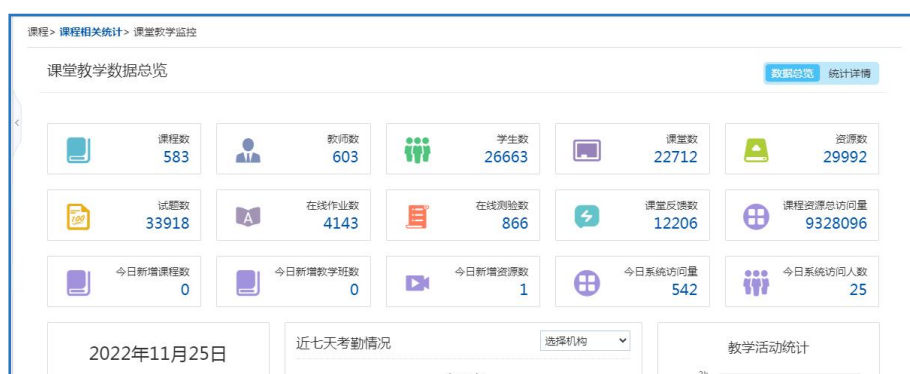 课程> 课程相关统计> 课堂教学监控
课堂教学数据总览
数据总览 统计详情
课程数
583
教师数
603
学生数
26663
课堂数
22712
资源数
29992
试题数
33918
在线作业数
4143
在线测验数
866
课堂反馈数
12206
课程资源总访问量
9328096
今日新增课程数
0
今日新增教学班数
0
今日新增资源数
1
今日系统访问量
542
今日系统访问人数
25
2022年11月25日
近七天考勤情况
选择机构
教学活动统计